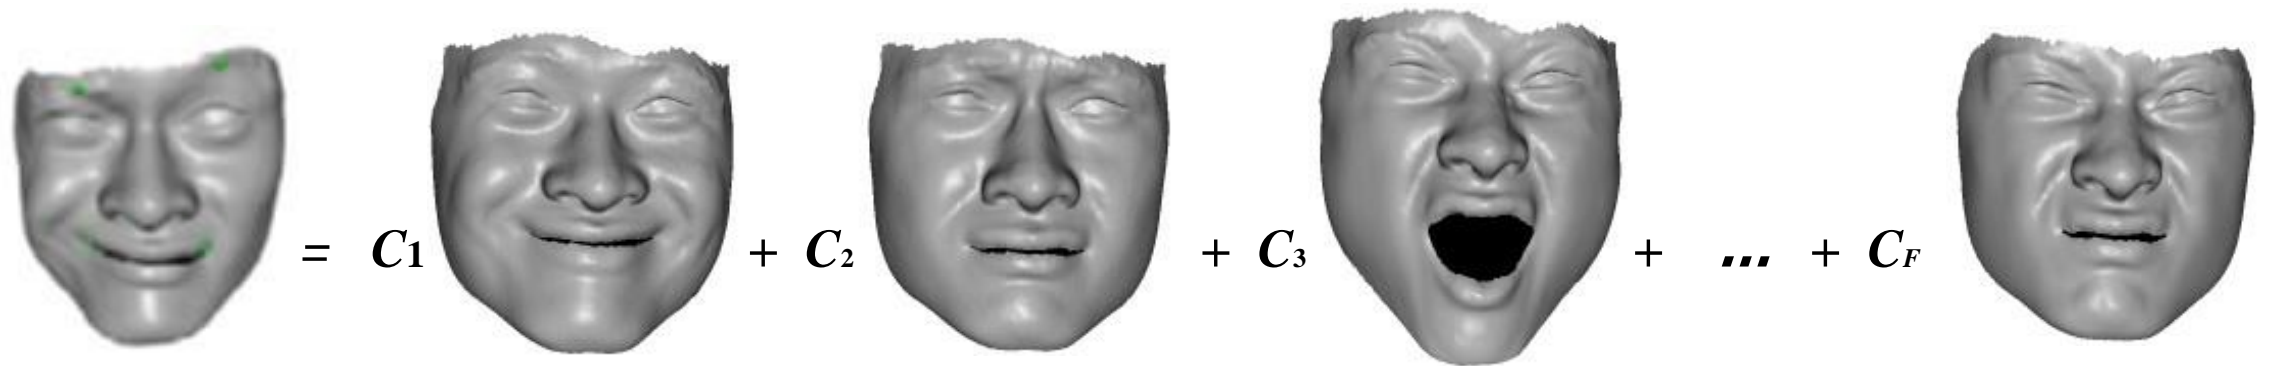 = C1 + C2 + C3 + ... + CF